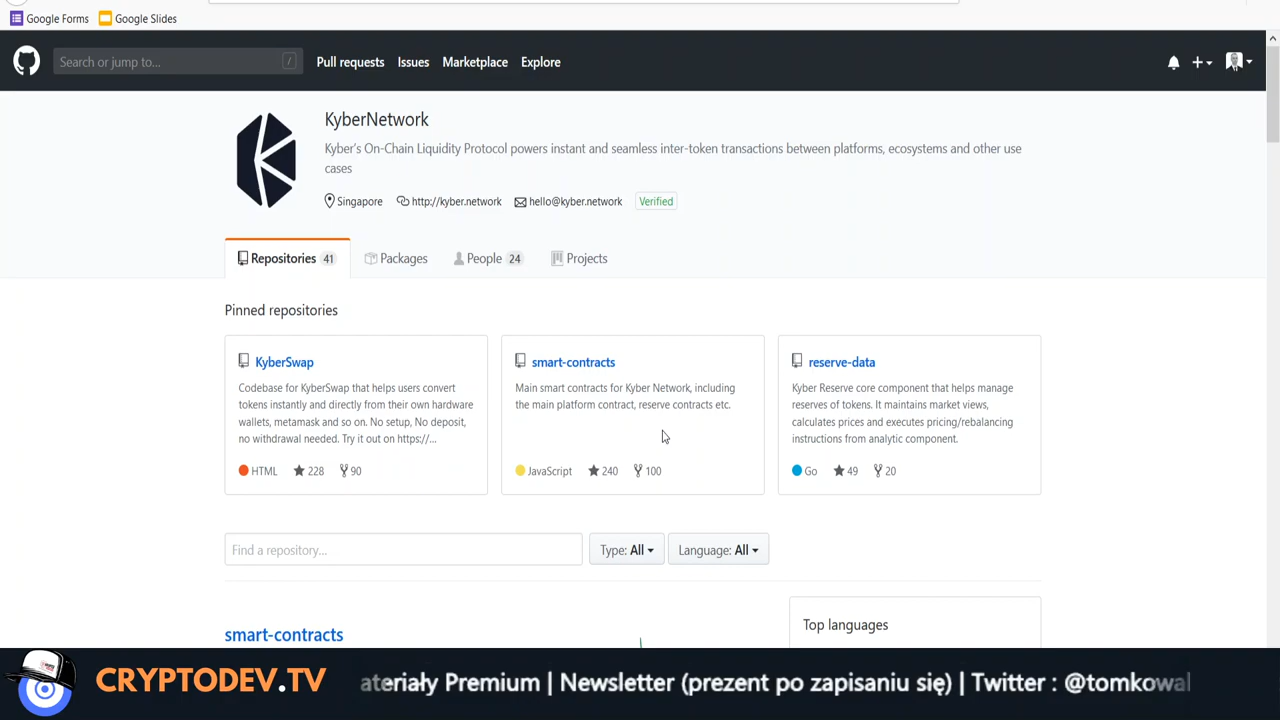 Google Forms Google Slides
Search or jump to... / Pull requests Issues Marketplace Explore
KyberNetwork
Kyber's On-Chain Liquidity Protocol powers instant and seamless inter-token transactions between platforms, ecosystems and other use
cases
Singapore http://kyber.network hello@kyber.network Verified
Repositories 41 Packages People 24 Projects
Pinned repositories
KyberSwap
Codebase for KyberSwap that helps users convert
tokens instantly and directly from their own hardware
wallets, metamask and so on. No setup, No deposit,
no withdrawal needed. Try it out on https://...
HTML 228 90
smart-contracts
Main smart contracts for Kyber Network, including
the main platform contract, reserve contracts etc.
JavaScript 240 100
reserve-data
Kyber Reserve core component that helps manage
reserves of tokens. It maintains market views,
calculates prices and executes pricing/rebalancing
instructions from analytic component.
Go 49 20
Find a repository... Type: All Language: All
smart-contracts
Top languages
CRYPTODEV.TV ateriały Premium | Newsletter (prezent po zapisaniu się) | Twitter : @tomkowal